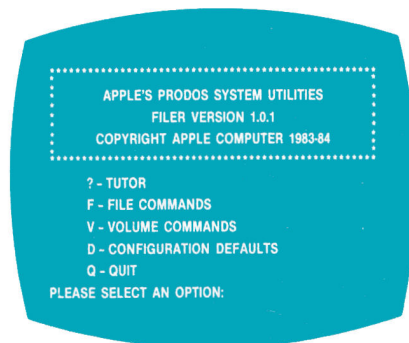 APPLE'S PRODOS SYSTEM UTILITIES
FILER VERSION 1.0.1
COPYRIGHT APPLE COMPUTER 1983-84
? - TUTOR
F - FILE COMMANDS
V - VOLUME COMMANDS
D - CONFIGURATION DEFAULTS
Q - QUIT
PLEASE SELECT AN OPTION: